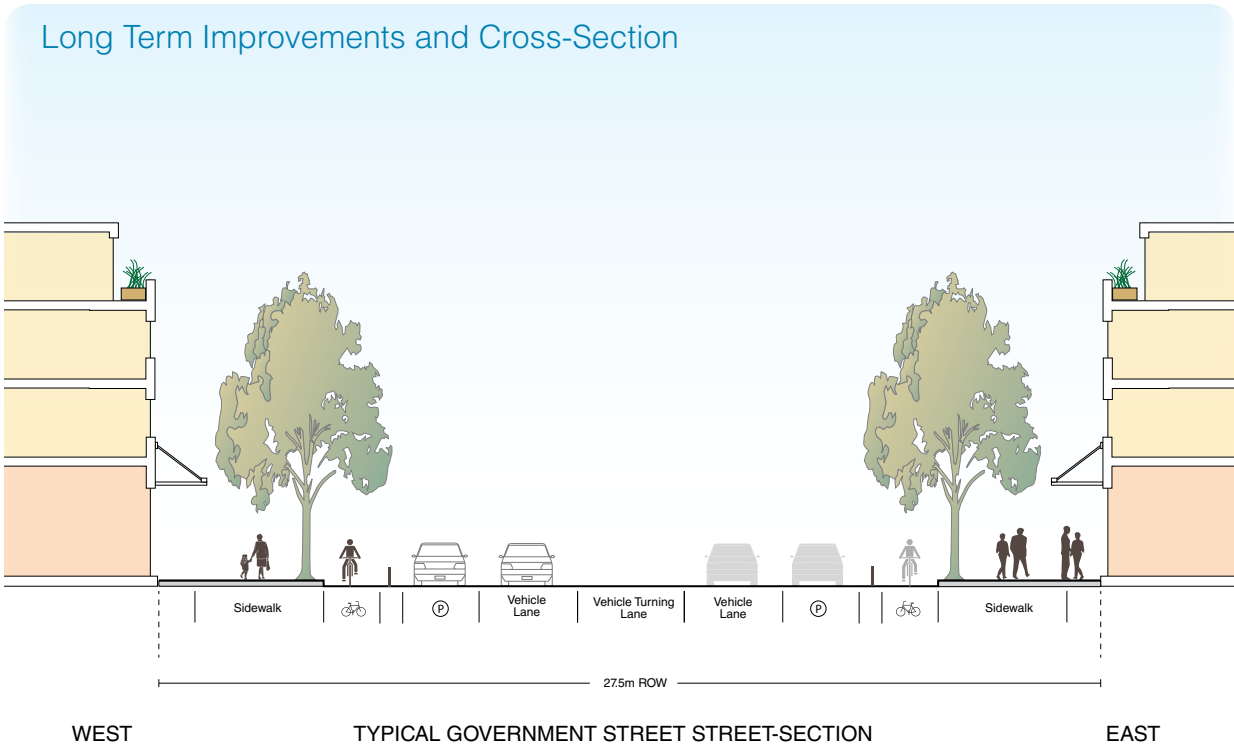 Long Term Improvements and Cross-Section
Sidewalk
P
Vehicle
Lane
Vehicle Turning
Lane
Vehicle
Lane
P
Sidewalk
27.5m ROW
WEST
TYPICAL GOVERNMENT STREET STREET-SECTION
EAST